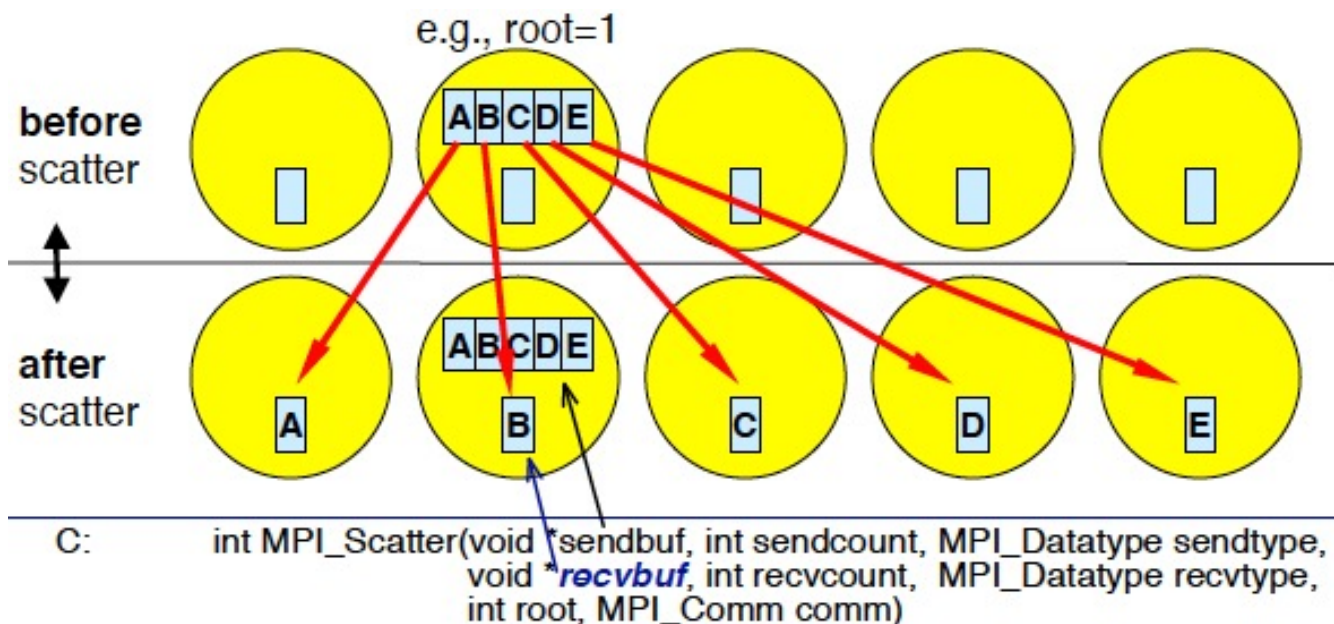 e.g., root=1
before
scatter
ABCDE
after
scatter
ABCDE
A B C D E
C: int MPI_Scatter(void *sendbuf, int sendcount, MPI_Datatype sendtype,
void *recvbuf, int recvcount, MPI_Datatype recvtype,
int root, MPI_Comm comm)